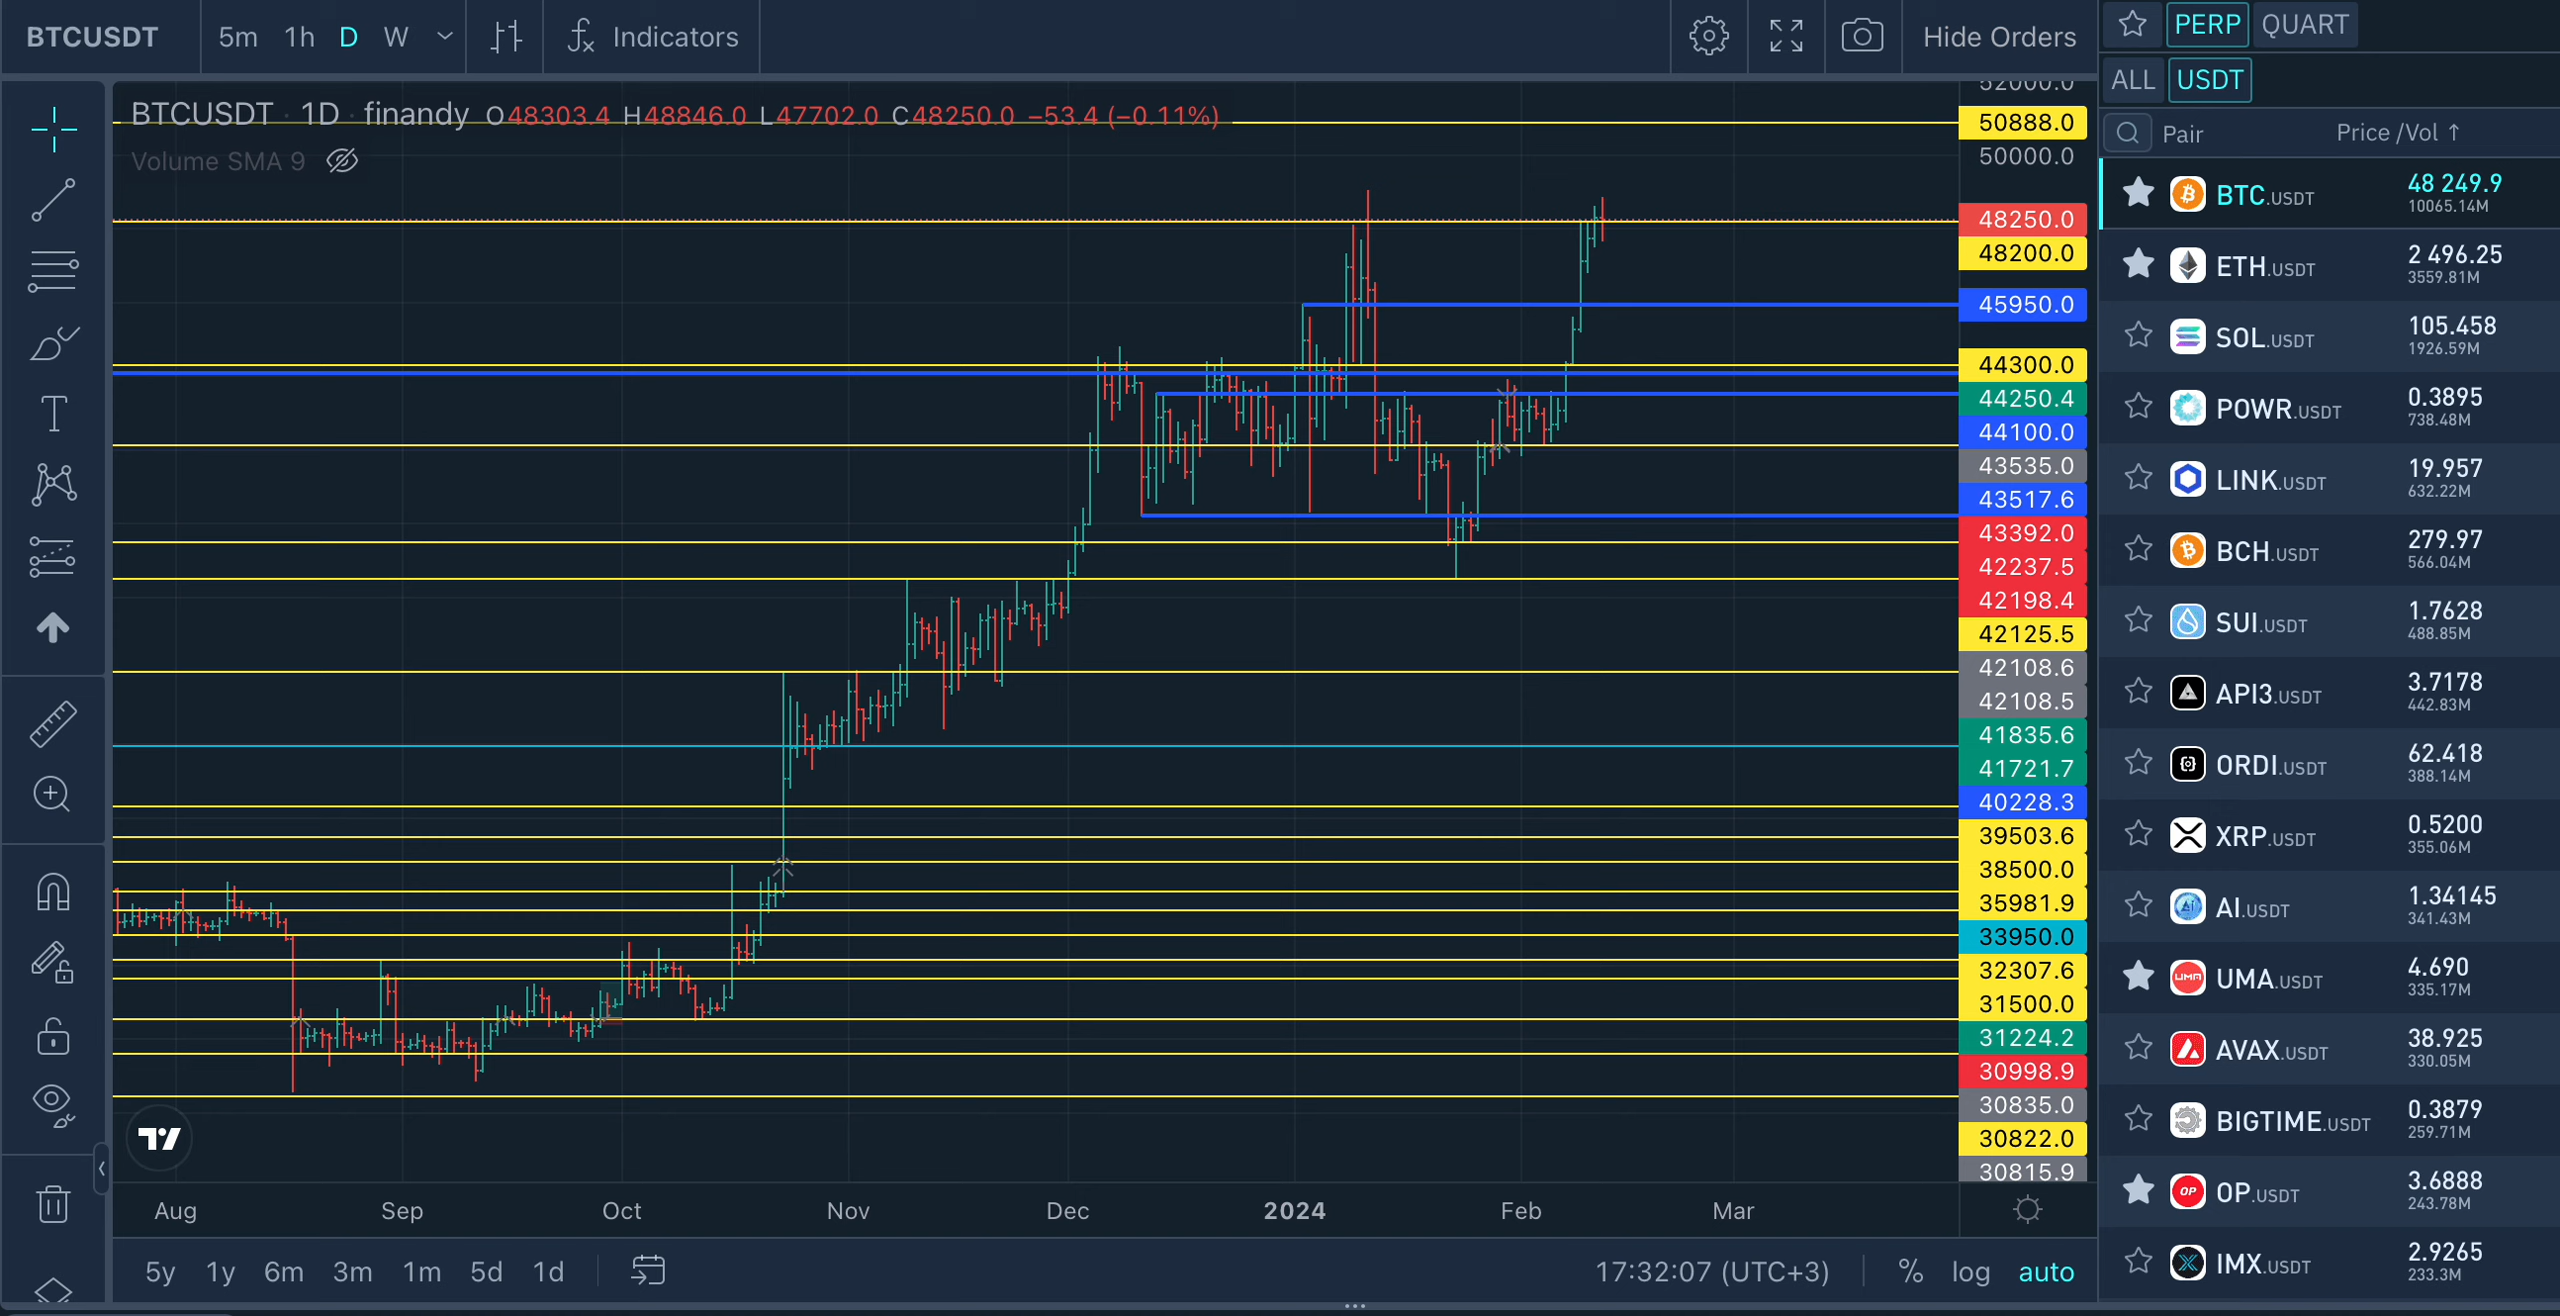 BTCUSDT 5m 1h D W Indicators Hide Orders
PERP QUART
ALL USDT
Pair Price /Vol ↑
BTCUSDT · 1D · finandy O48303.4 H48846.0 L47702.0 C48250.0 −53.4 (−0.11%)
Volume SMA 9
52000.0
50888.0
50000.0
48250.0
48200.0
45950.0
44300.0
44250.4
44100.0
43535.0
43517.6
43392.0
42237.5
42198.4
42125.5
42108.6
42108.5
41835.6
41721.7
40228.3
39503.6
38500.0
35981.9
33950.0
32307.6
31500.0
31224.2
30998.9
30835.0
30822.0
30815.9
Aug Sep Oct Nov Dec 2024 Feb Mar
5y 1y 6m 3m 1m 5d 1d 17:32:07 (UTC+3) % log auto
BTC.USDT 48 249.9
10065.14M
ETH.USDT 2 496.25
3559.81M
SOL.USDT 105.458
1926.59M
POWR.USDT 0.3895
738.48M
LINK.USDT 19.957
632.22M
BCH.USDT 279.97
566.04M
SUI.USDT 1.7628
488.85M
API3.USDT 3.7178
442.83M
ORDI.USDT 62.418
388.14M
XRP.USDT 0.5200
355.06M
AI.USDT 1.34145
341.43M
UMA.USDT 4.690
335.17M
AVAX.USDT 38.925
330.05M
BIGTIME.USDT 0.3879
259.71M
OP.USDT 3.6888
243.78M
IMX.USDT 2.9265
233.3M